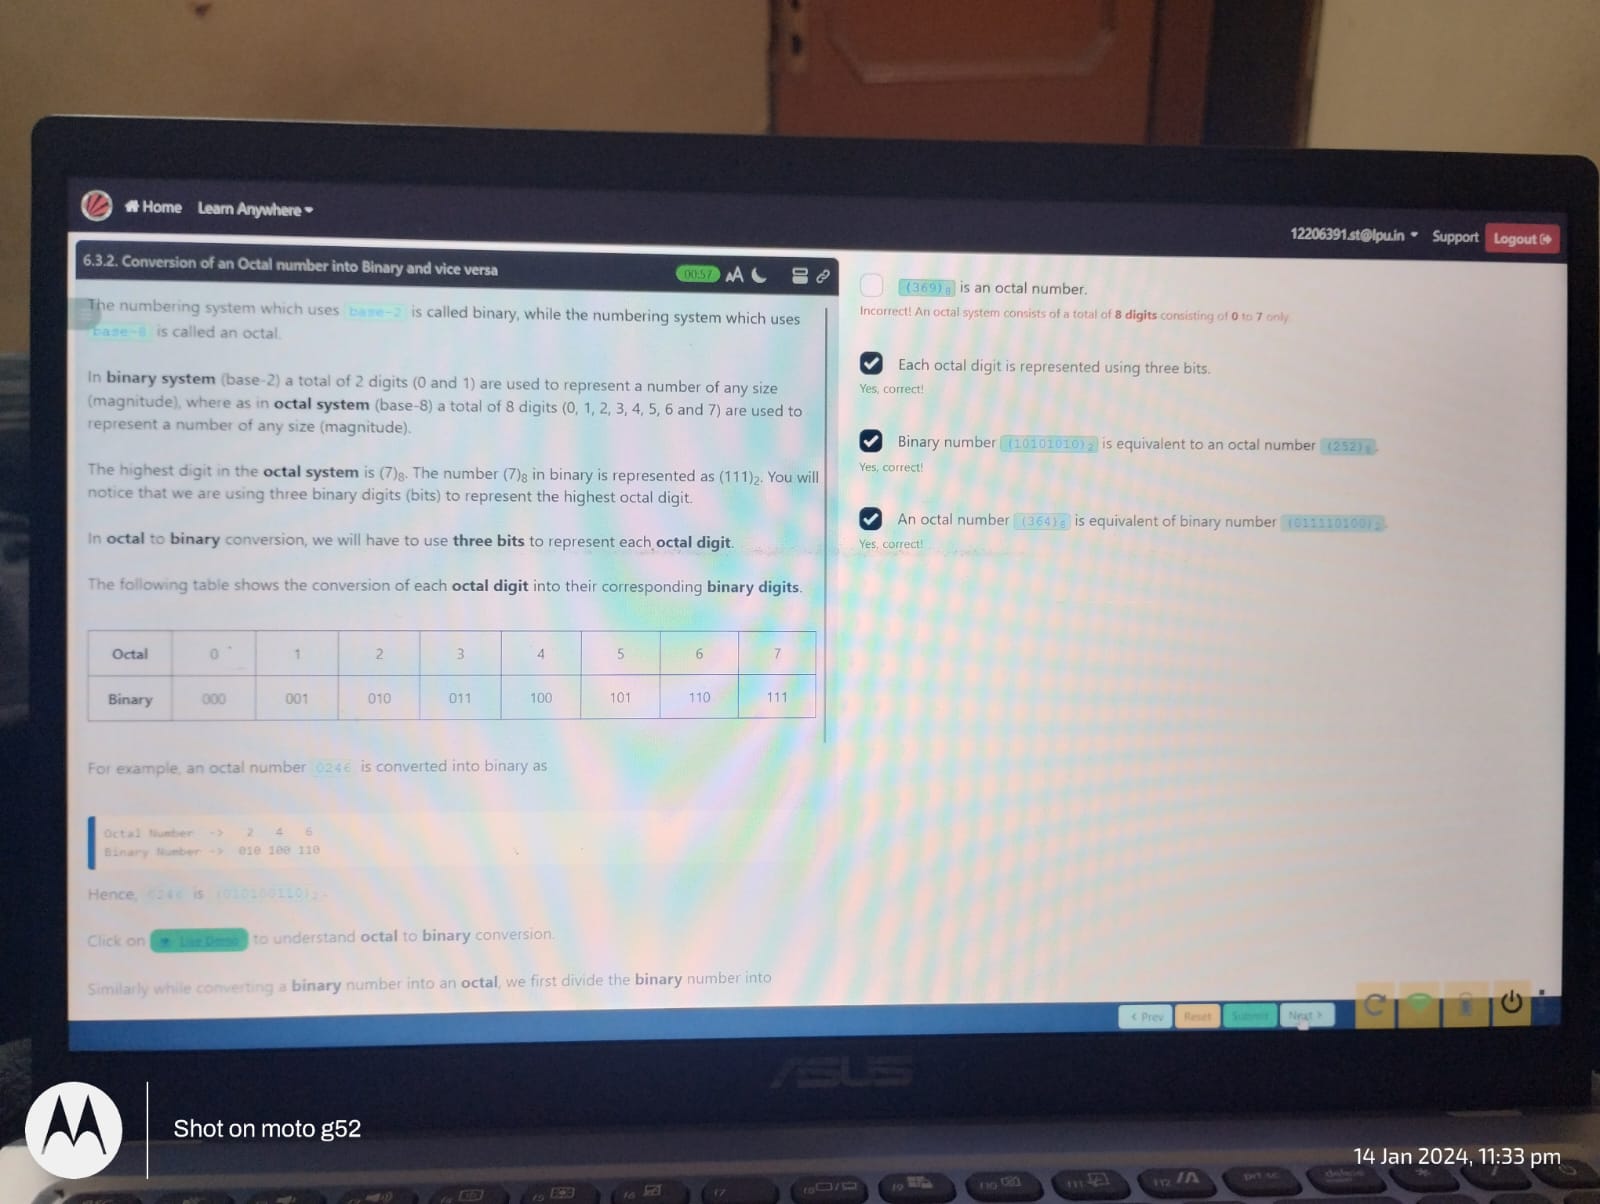 Home Learn Anywhere
12206391.st@lpu.in Support Logout
6.3.2. Conversion of an Octal number into Binary and vice versa 00:57 AA
The numbering system which uses base-2 is called binary, while the numbering system which uses
base-8 is called an octal.
In binary system (base-2) a total of 2 digits (0 and 1) are used to represent a number of any size
(magnitude), where as in octal system (base-8) a total of 8 digits (0, 1, 2, 3, 4, 5, 6 and 7) are used to
represent a number of any size (magnitude).
The highest digit in the octal system is (7)8. The number (7)8 in binary is represented as (111)2. You will
notice that we are using three binary digits (bits) to represent the highest octal digit.
In octal to binary conversion, we will have to use three bits to represent each octal digit.
The following table shows the conversion of each octal digit into their corresponding binary digits.
Octal 0 1 2 3 4 5 6 7
Binary 000 001 010 011 100 101 110 111
For example, an octal number 0246 is converted into binary as
Octal Number -> 2 4 6
Binary Number -> 010 100 110
Hence, 0246 is (010100110)2.
Click on Live Demo to understand octal to binary conversion.
Similarly while converting a binary number into an octal, we first divide the binary number into
(369)8 is an octal number.
Incorrect! An octal system consists of a total of 8 digits consisting of 0 to 7 only.
Each octal digit is represented using three bits.
Yes, correct!
Binary number (10101010)2 is equivalent to an octal number (252)8.
Yes, correct!
An octal number (364)8 is equivalent of binary number (011110100)2.
Yes, correct!
< Prev Reset Submit Next >
ASUS
Shot on moto g52
14 Jan 2024, 11:33 pm
f6 f7 f9 f10 f11 f12 prt sc delete